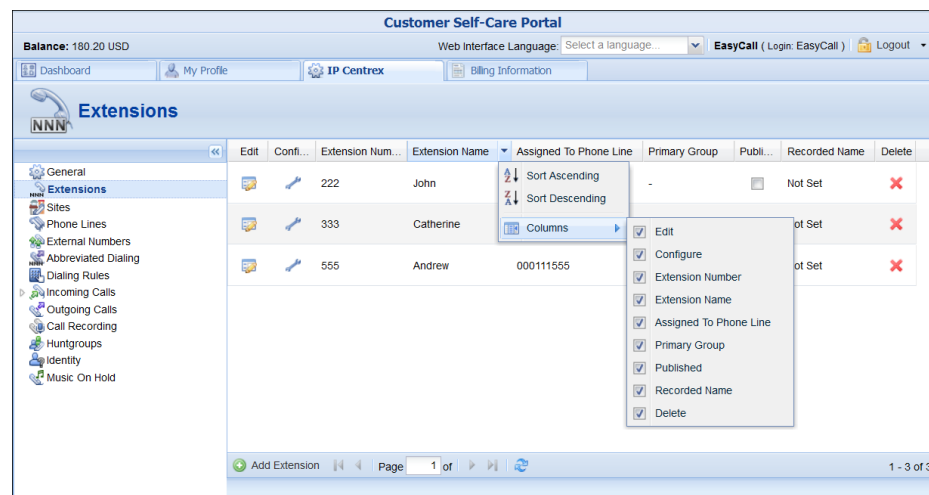 Customer Self-Care Portal
Balance: 180.20 USD
Web Interface Language: Select a language...
EasyCall ( Login: EasyCall )
Logout
Dashboard
My Profile
IP Centrex
Billing Information
NNN
Extensions
Edit Confi... Extension Num... Extension Name Assigned To Phone Line Primary Group Publi... Recorded Name Delete
General
Extensions
Sites
Phone Lines
External Numbers
Abbreviated Dialing
Dialing Rules
Incoming Calls
Outgoing Calls
Call Recording
Huntgroups
Identity
Music On Hold
222 John - Not Set
333 Catherine ot Set
555 Andrew 000111555 ot Set
Sort Ascending
Sort Descending
Columns
Edit
Configure
Extension Number
Extension Name
Assigned To Phone Line
Primary Group
Published
Recorded Name
Delete
Add Extension
Page 1 of
1 - 3 of 3